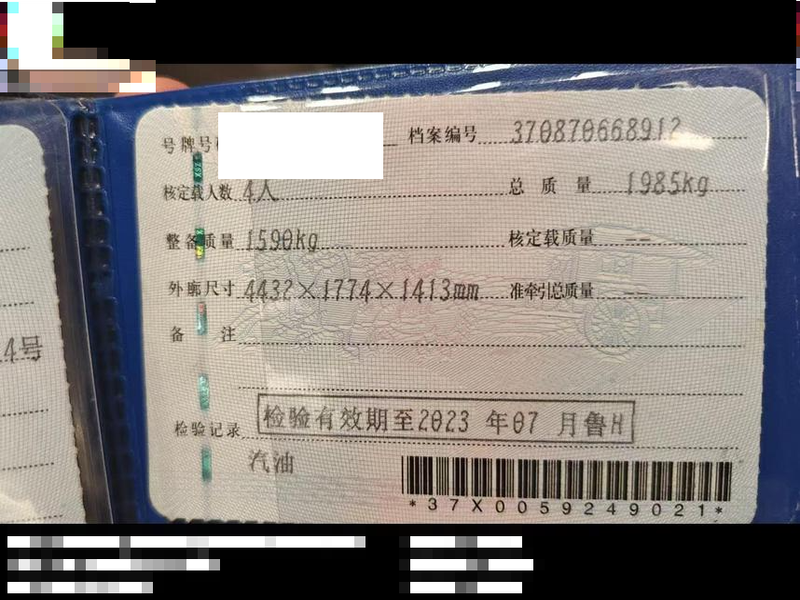 号牌号 档案编号 370870668912
核定载人数 4人 总质量 1985kg
整备质量 1590kg 核定载质量 --
外廓尺寸 4432×1774×1413mm 准牵引总质量 --
备注
检验记录 检验有效期至2023年07月鲁H
汽油
*37X0059249021*
4号